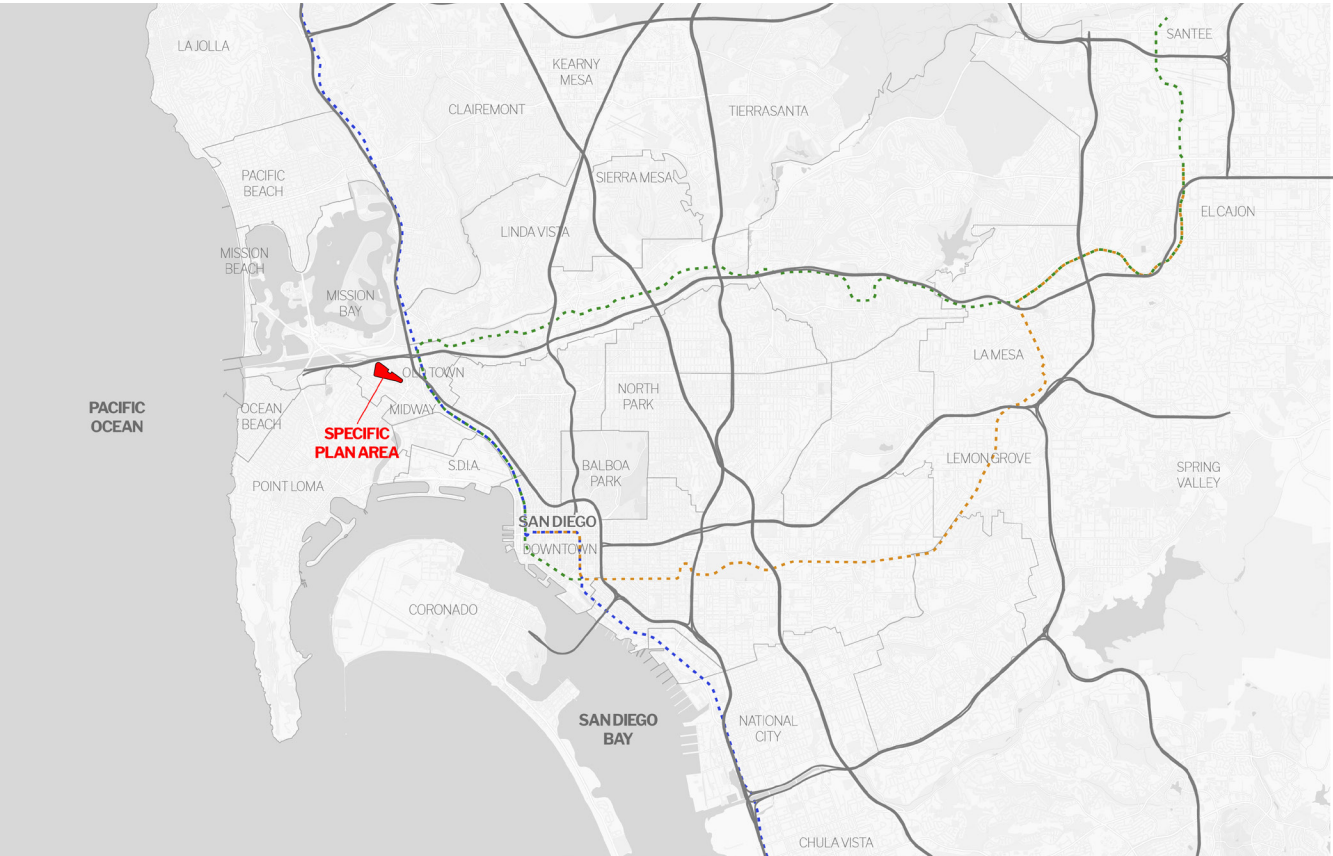 SANTEE
LA JOLLA
KEARNY
MESA
CLAIREMONT
TIERRASANTA
PACIFIC
BEACH
SIERRA MESA
EL CAJON
LINDA VISTA
MISSION
BEACH
MISSION
BAY
LA MESA
OLD TOWN
NORTH
PARK
PACIFIC
OCEAN
OCEAN
BEACH
MIDWAY
SPECIFIC
PLAN AREA
S.D.I.A.
BALBOA
PARK
LEMON GROVE
SPRING
VALLEY
POINT LOMA
SAN DIEGO
DOWNTOWN
CORONADO
SAN DIEGO
BAY
NATIONAL
CITY
CHULA VISTA